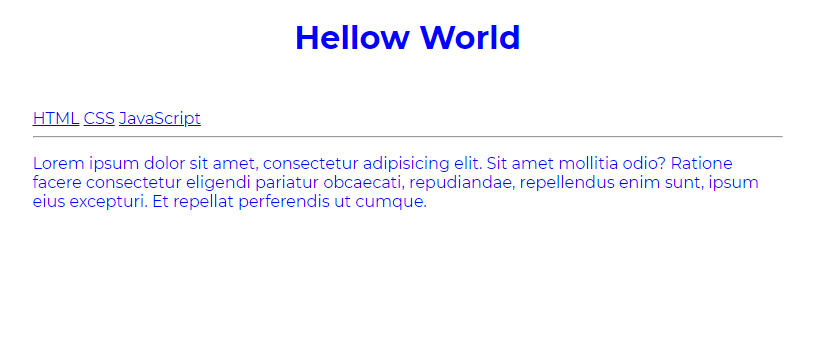 Hellow World
HTML CSS JavaScript
Lorem ipsum dolor sit amet, consectetur adipisicing elit. Sit amet mollitia odio? Ratione
facere consectetur eligendi pariatur obcaecati, repudiandae, repellendus enim sunt, ipsum
eius excepturi. Et repellat perferendis ut cumque.